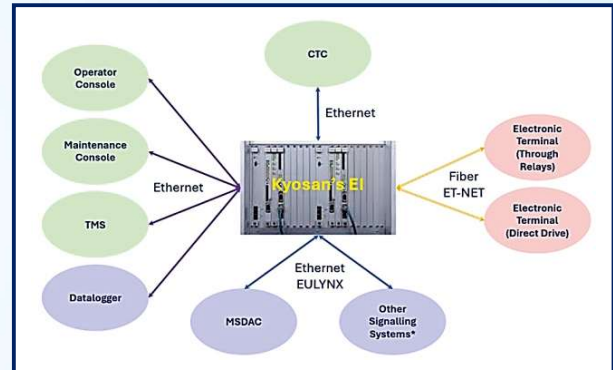 CTC
Operator
Console
Ethernet
Maintenance
Console
Electronic
Terminal
(Through
Relays)
Ethernet
Kyosan's EI
Fiber
ET-NET
TMS
Electronic
Terminal
(Direct Drive)
Datalogger
Ethernet
EULYNX
MSDAC
Other
Signalling
Systems*